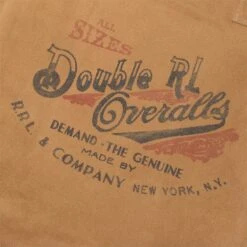 ALL
SIZES
Double RL
Overalls
DEMAND - THE GENUINE
MADE BY
RRL. & COMPANY NEW YORK, N.Y.